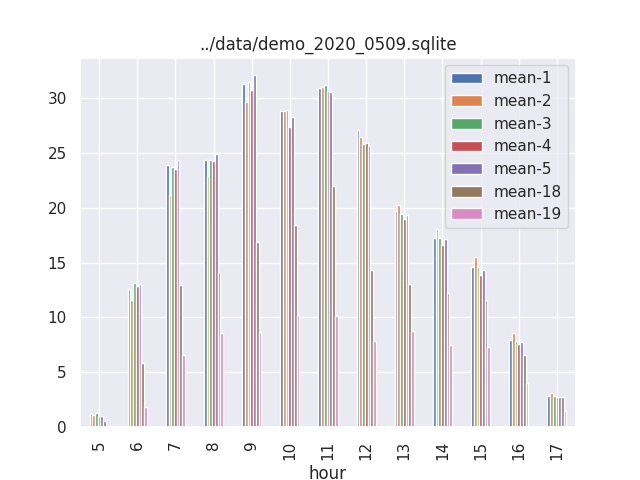 ../data/demo_2020_0509.sqlite
mean-1
mean-2
mean-3
mean-4
mean-5
mean-18
mean-19
30
25
20
15
10
5
0
5 6 7 8 9 10 11 12 13 14 15 16 17
hour